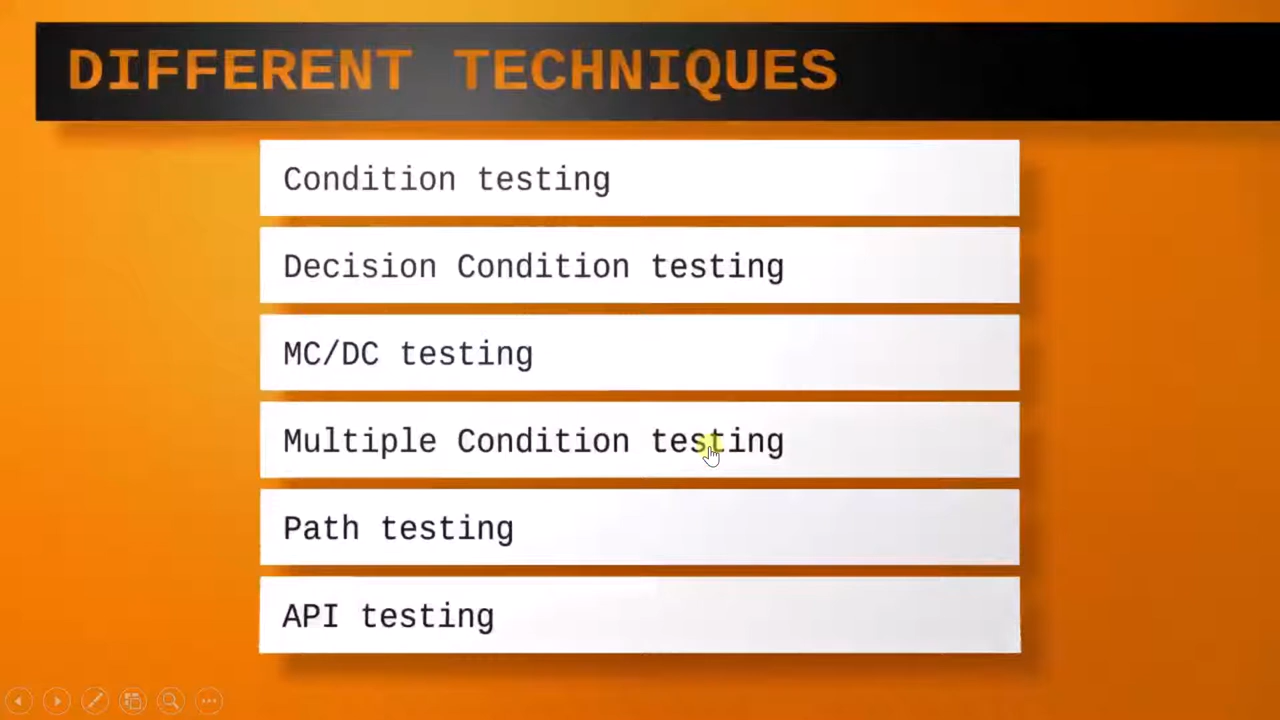 DIFFERENT TECHNIQUES
Condition testing
Decision Condition testing
MC/DC testing
Multiple Condition testing
Path testing
API testing